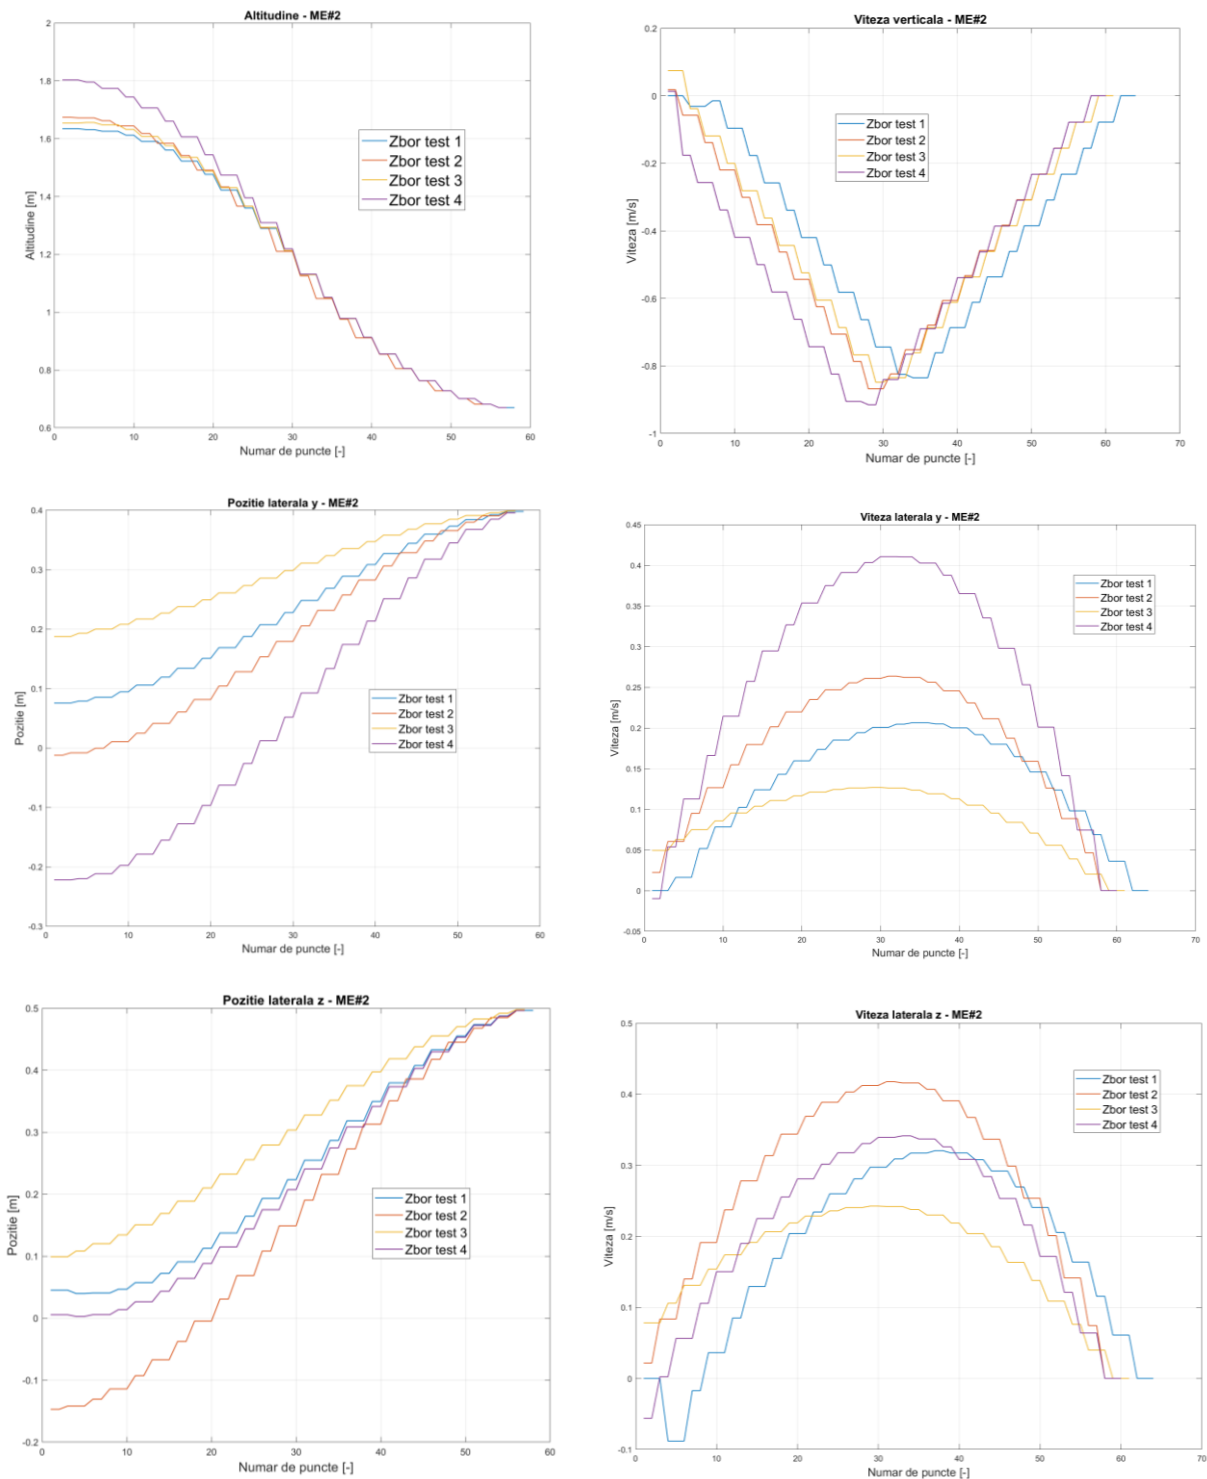 Altitudine - ME#2
Altitudine [m]
2
1.8
1.6
1.4
1.2
1
0.8
0.6
0 10 20 30 40 50 60
Numar de puncte [-]
Zbor test 1
Zbor test 2
Zbor test 3
Zbor test 4
Viteza verticala - ME#2
Viteza [m/s]
0.2
0
-0.2
-0.4
-0.6
-0.8
-1
0 10 20 30 40 50 60 70
Numar de puncte [-]
Zbor test 1
Zbor test 2
Zbor test 3
Zbor test 4
Pozitie laterala y - ME#2
Pozitie [m]
0.4
0.3
0.2
0.1
0
-0.1
-0.2
-0.3
0 10 20 30 40 50 60
Numar de puncte [-]
Zbor test 1
Zbor test 2
Zbor test 3
Zbor test 4
Viteza laterala y - ME#2
Viteza [m/s]
0.45
0.4
0.35
0.3
0.25
0.2
0.15
0.1
0.05
0
-0.05
0 10 20 30 40 50 60 70
Numar de puncte [-]
Zbor test 1
Zbor test 2
Zbor test 3
Zbor test 4
Pozitie laterala z - ME#2
Pozitie [m]
0.5
0.4
0.3
0.2
0.1
0
-0.1
-0.2
0 10 20 30 40 50 60
Numar de puncte [-]
Zbor test 1
Zbor test 2
Zbor test 3
Zbor test 4
Viteza laterala z - ME#2
Viteza [m/s]
0.5
0.4
0.3
0.2
0.1
0
-0.1
0 10 20 30 40 50 60 70
Numar de puncte [-]
Zbor test 1
Zbor test 2
Zbor test 3
Zbor test 4